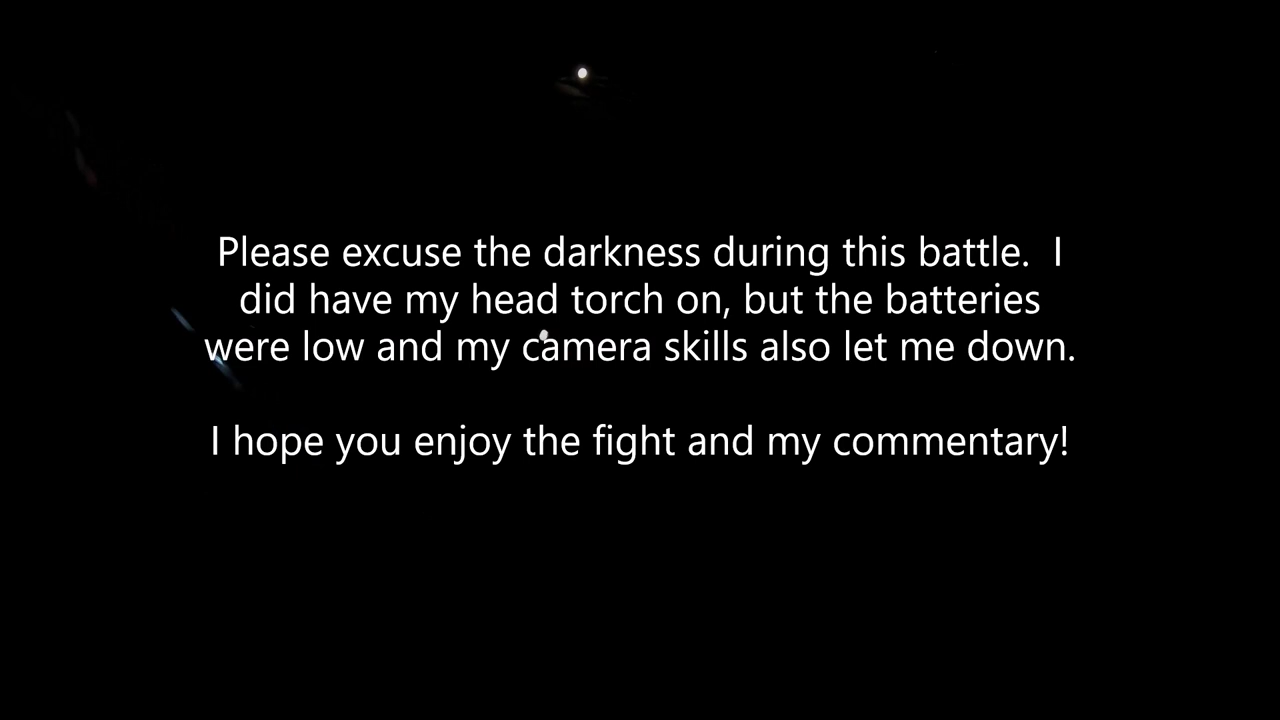 Please excuse the darkness during this battle.  I
did have my head torch on, but the batteries
were low and my camera skills also let me down.
I hope you enjoy the fight and my commentary!